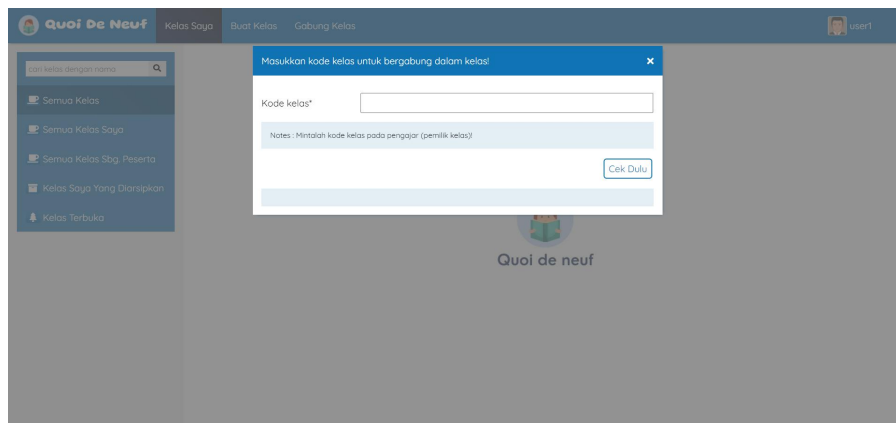 Quoi De Neuf
Kelas Saya
Buat Kelas
Gabung Kelas
user1
cari kelas dengan nama
Semua Kelas
Semua Kelas Saya
Semua Kelas Sbg. Peserta
Kelas Saya Yang Diarsipkan
Kelas Terbuka
Masukkan kode kelas untuk bergabung dalam kelas!
Kode kelas*
Notes : Mintalah kode kelas pada pengajar (pemilik kelas)!
Cek Dulu
Quoi de neuf